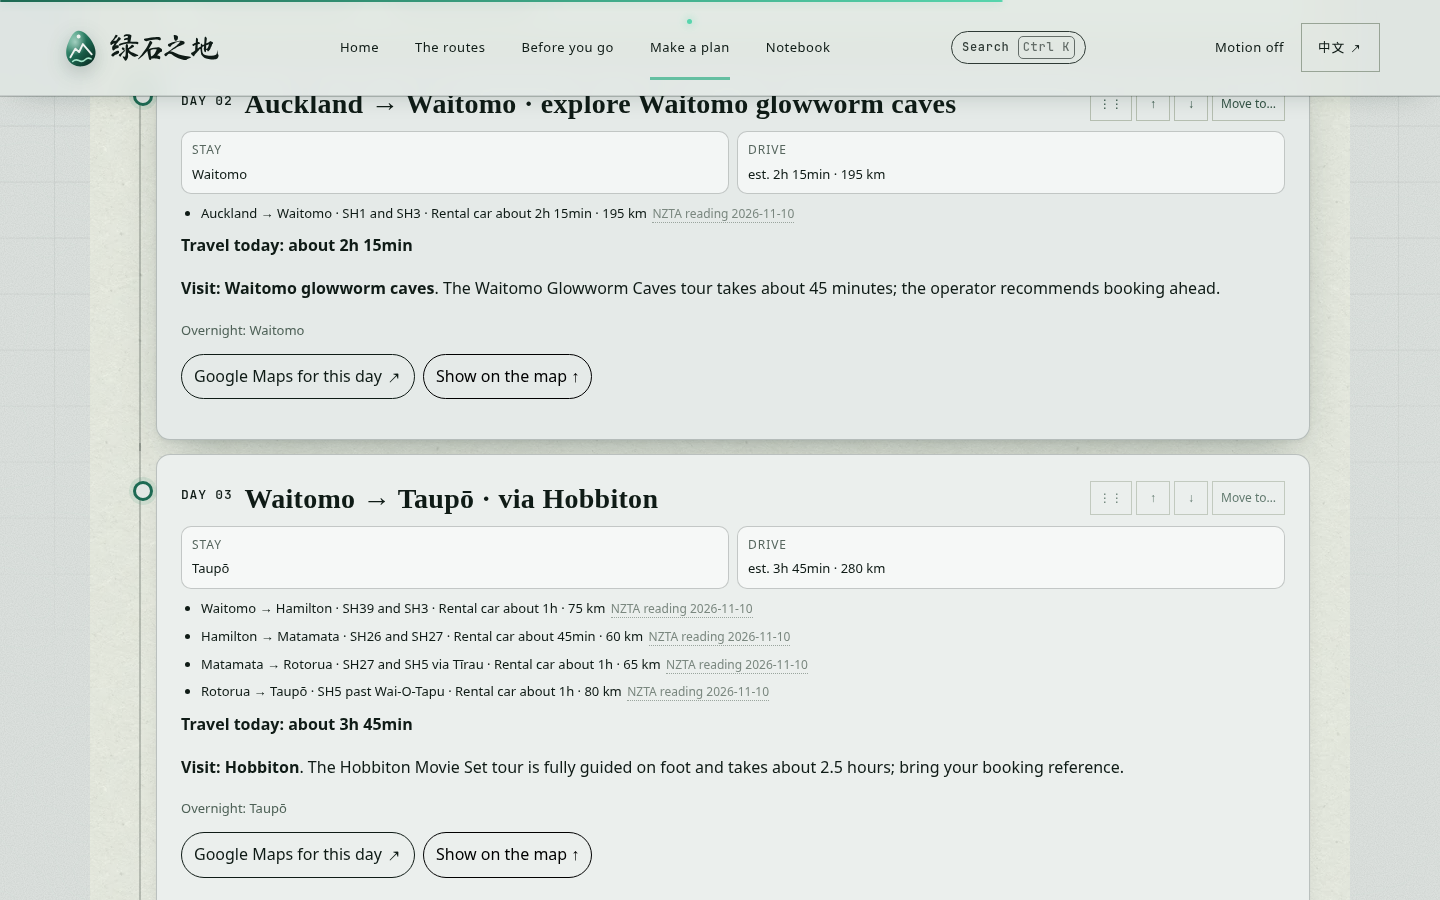 绿石之地
Home
The routes
Before you go
Make a plan
Notebook
Search Ctrl K
Motion off
中文 ↗
DAY 02 Auckland → Waitomo · explore Waitomo glowworm caves
⋮⋮ ↑ ↓ Move to…
STAY
Waitomo
DRIVE
est. 2h 15min · 195 km
• Auckland → Waitomo · SH1 and SH3 · Rental car about 2h 15min · 195 km NZTA reading 2026-11-10
Travel today: about 2h 15min
Visit: Waitomo glowworm caves. The Waitomo Glowworm Caves tour takes about 45 minutes; the operator recommends booking ahead.
Overnight: Waitomo
Google Maps for this day ↗
Show on the map ↑
DAY 03 Waitomo → Taupō · via Hobbiton
⋮⋮ ↑ ↓ Move to…
STAY
Taupō
DRIVE
est. 3h 45min · 280 km
• Waitomo → Hamilton · SH39 and SH3 · Rental car about 1h · 75 km NZTA reading 2026-11-10
• Hamilton → Matamata · SH26 and SH27 · Rental car about 45min · 60 km NZTA reading 2026-11-10
• Matamata → Rotorua · SH27 and SH5 via Tīrau · Rental car about 1h · 65 km NZTA reading 2026-11-10
• Rotorua → Taupō · SH5 past Wai-O-Tapu · Rental car about 1h · 80 km NZTA reading 2026-11-10
Travel today: about 3h 45min
Visit: Hobbiton. The Hobbiton Movie Set tour is fully guided on foot and takes about 2.5 hours; bring your booking reference.
Overnight: Taupō
Google Maps for this day ↗
Show on the map ↑